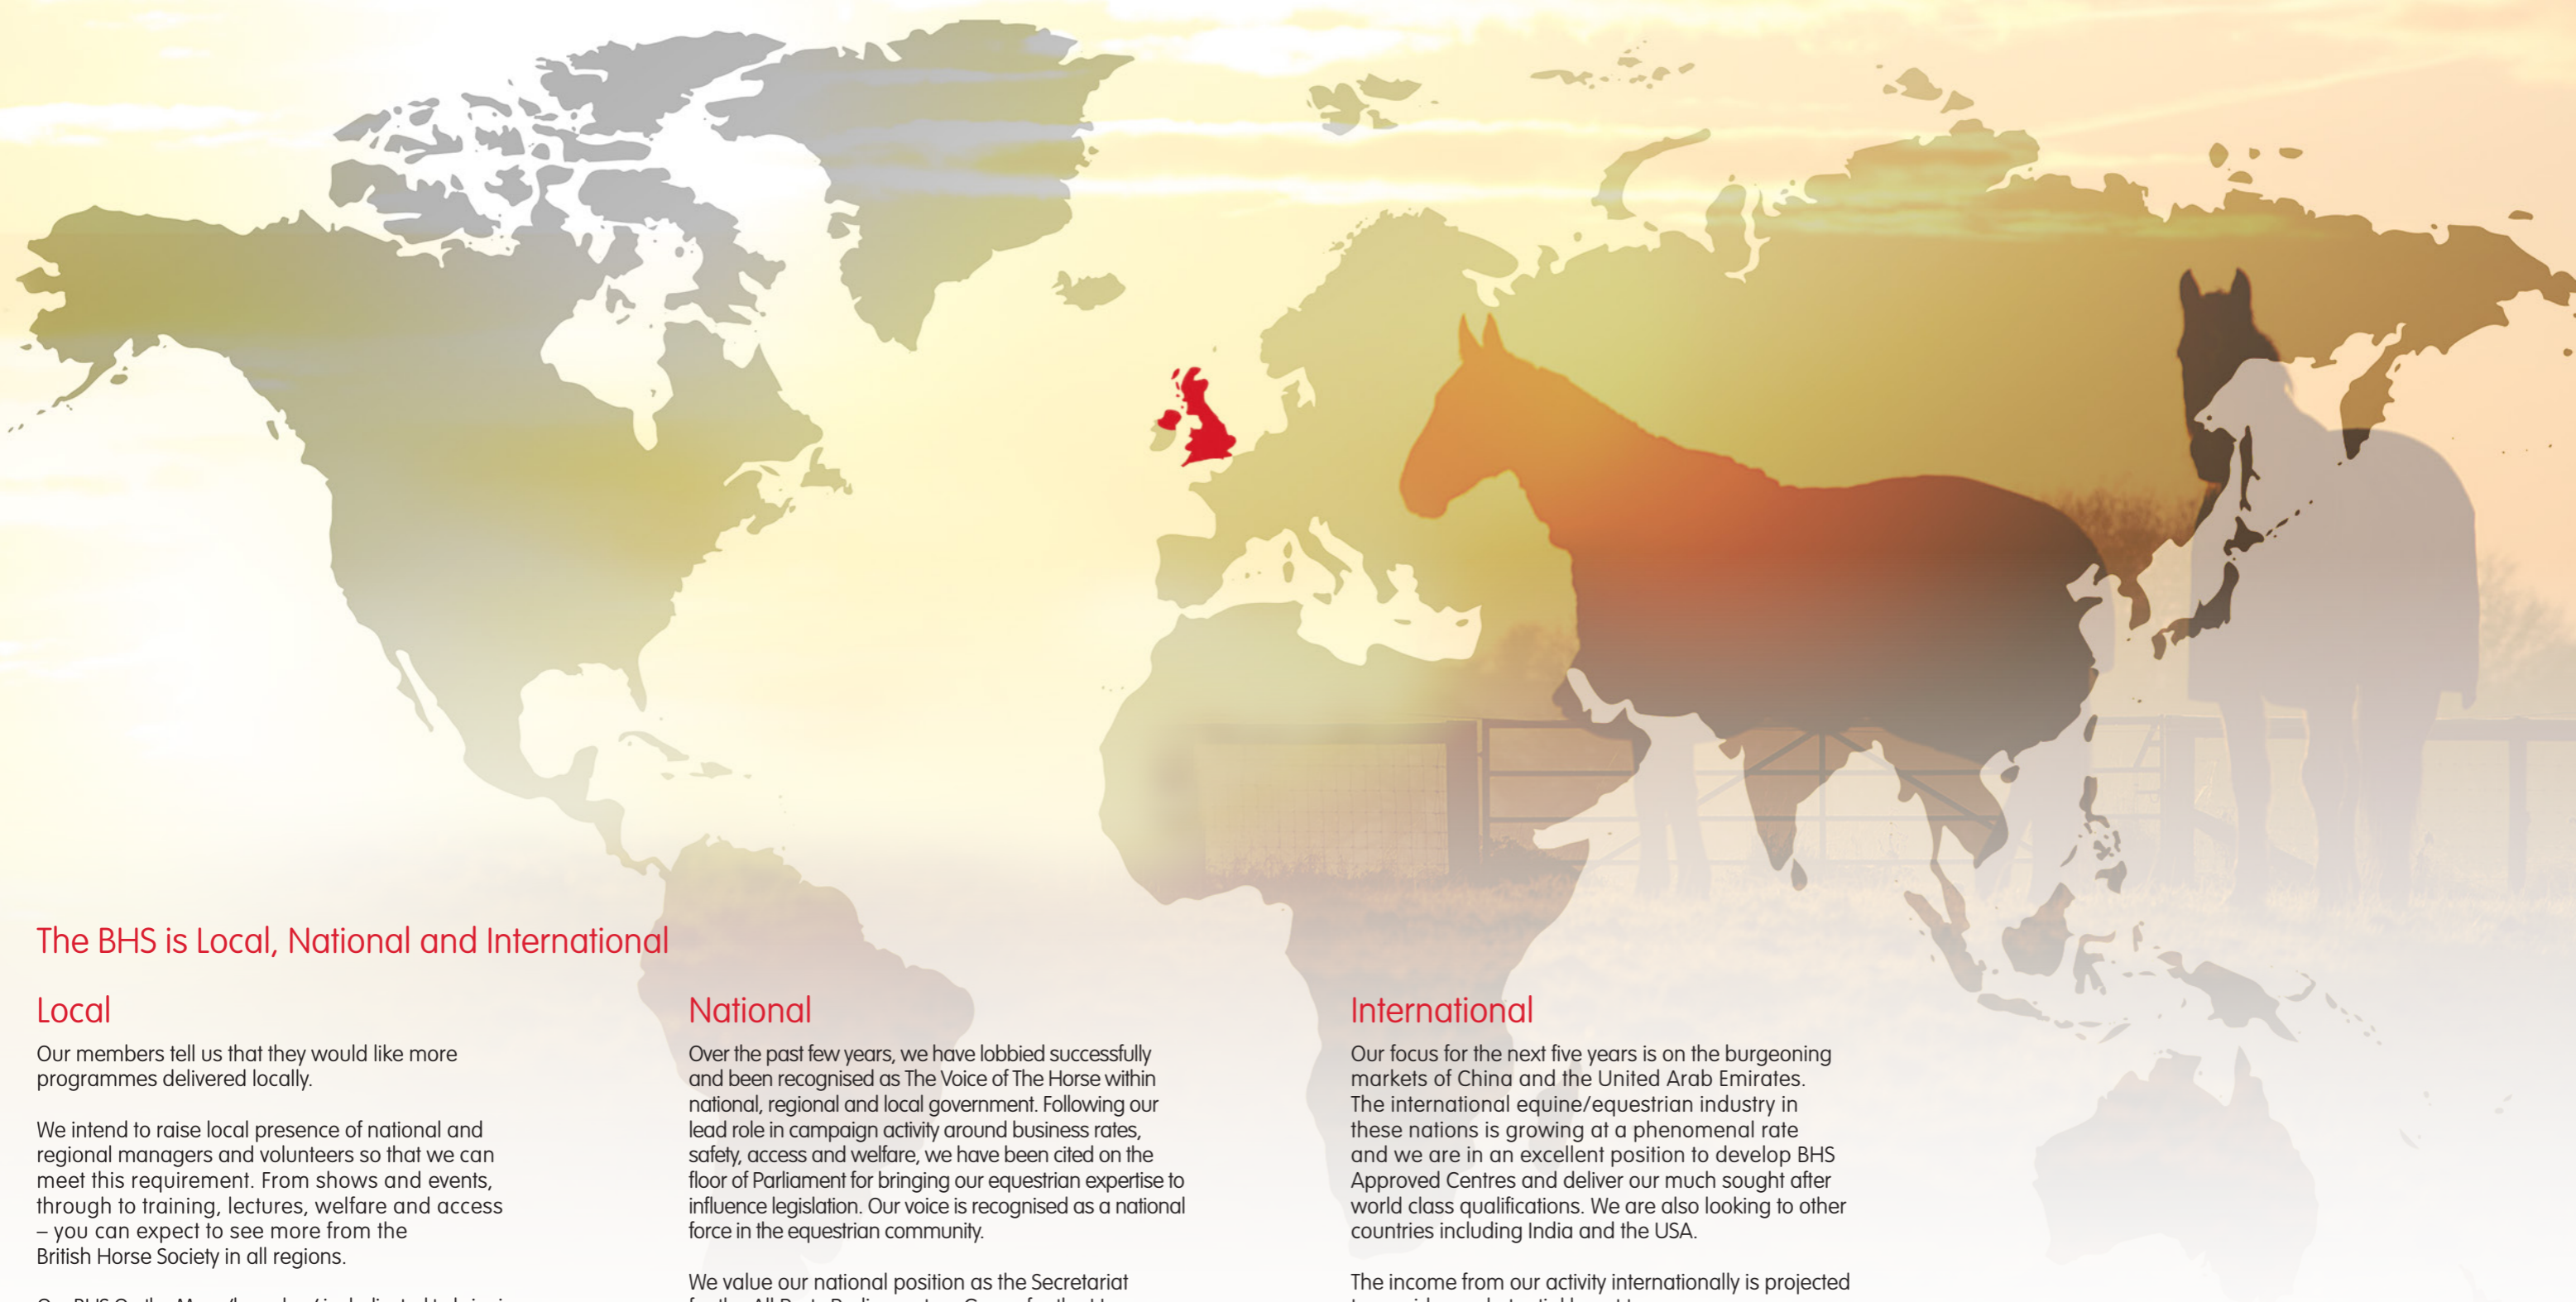 The BHS is Local, National and International
Local
Our members tell us that they would like more
programmes delivered locally.
We intend to raise local presence of national and
regional managers and volunteers so that we can
meet this requirement. From shows and events,
through to training, lectures, welfare and access
– you can expect to see more from the
British Horse Society in all regions.
National
Over the past few years, we have lobbied successfully
and been recognised as The Voice of The Horse within
national, regional and local government. Following our
lead role in campaign activity around business rates,
safety, access and welfare, we have been cited on the
floor of Parliament for bringing our equestrian expertise to
influence legislation. Our voice is recognised as a national
force in the equestrian community.
We value our national position as the Secretariat
International
Our focus for the next five years is on the burgeoning
markets of China and the United Arab Emirates.
The international equine/equestrian industry in
these nations is growing at a phenomenal rate
and we are in an excellent position to develop BHS
Approved Centres and deliver our much sought after
world class qualifications. We are also looking to other
countries including India and the USA.
The income from our activity internationally is projected